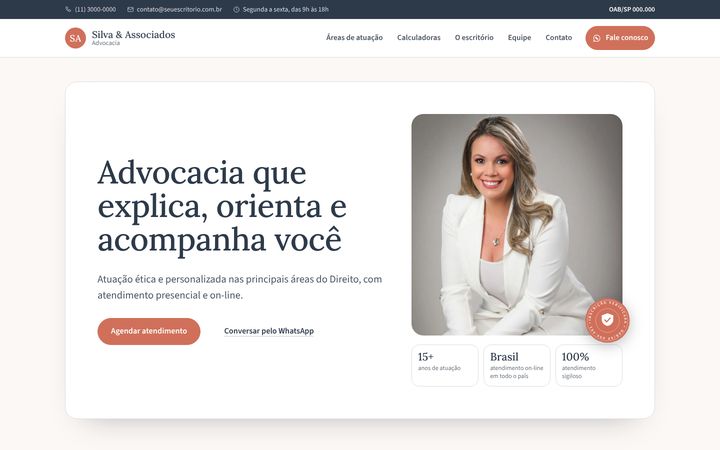 (11) 3000-0000
contato@seuescritorio.com.br
Segunda a sexta, das 9h às 18h
OAB/SP 000.000
SA
Silva & Associados
Advocacia
Áreas de atuação
Calculadoras
O escritório
Equipe
Contato
Fale conosco
Advocacia que
explica, orienta e
acompanha você
Atuação ética e personalizada nas principais áreas do Direito, com
atendimento presencial e on-line.
Agendar atendimento
Conversar pelo WhatsApp
15+
anos de atuação
Brasil
atendimento on-line
em todo o país
100%
atendimento
sigiloso